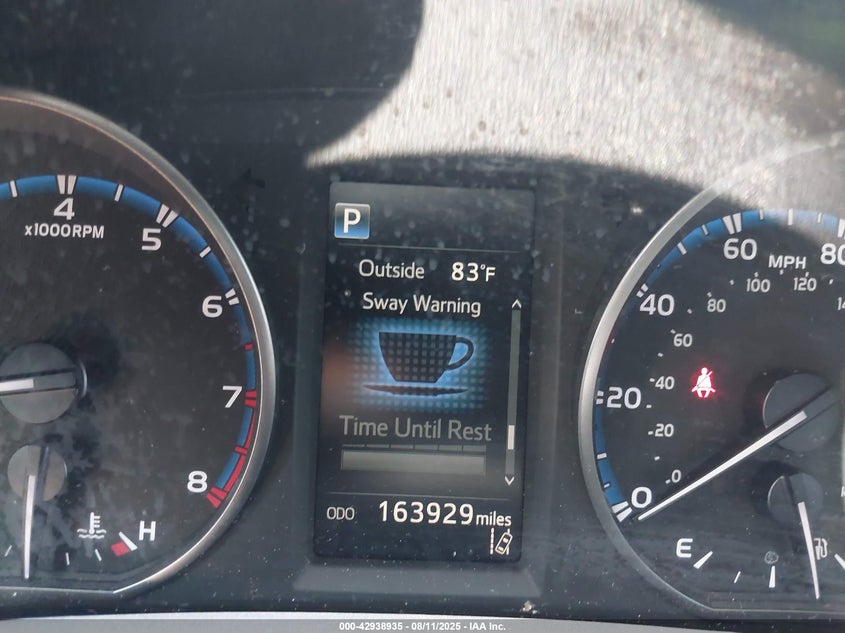 4
x1000RPM
5
6
7
8
H
P
Outside 83°F
Sway Warning
Time Until Rest
ODO 163929 miles
60
MPH
80
100
120
40
80
60
20
40
20
0
0
E
000-42938935 - 08/11/2025 - IAA Inc.